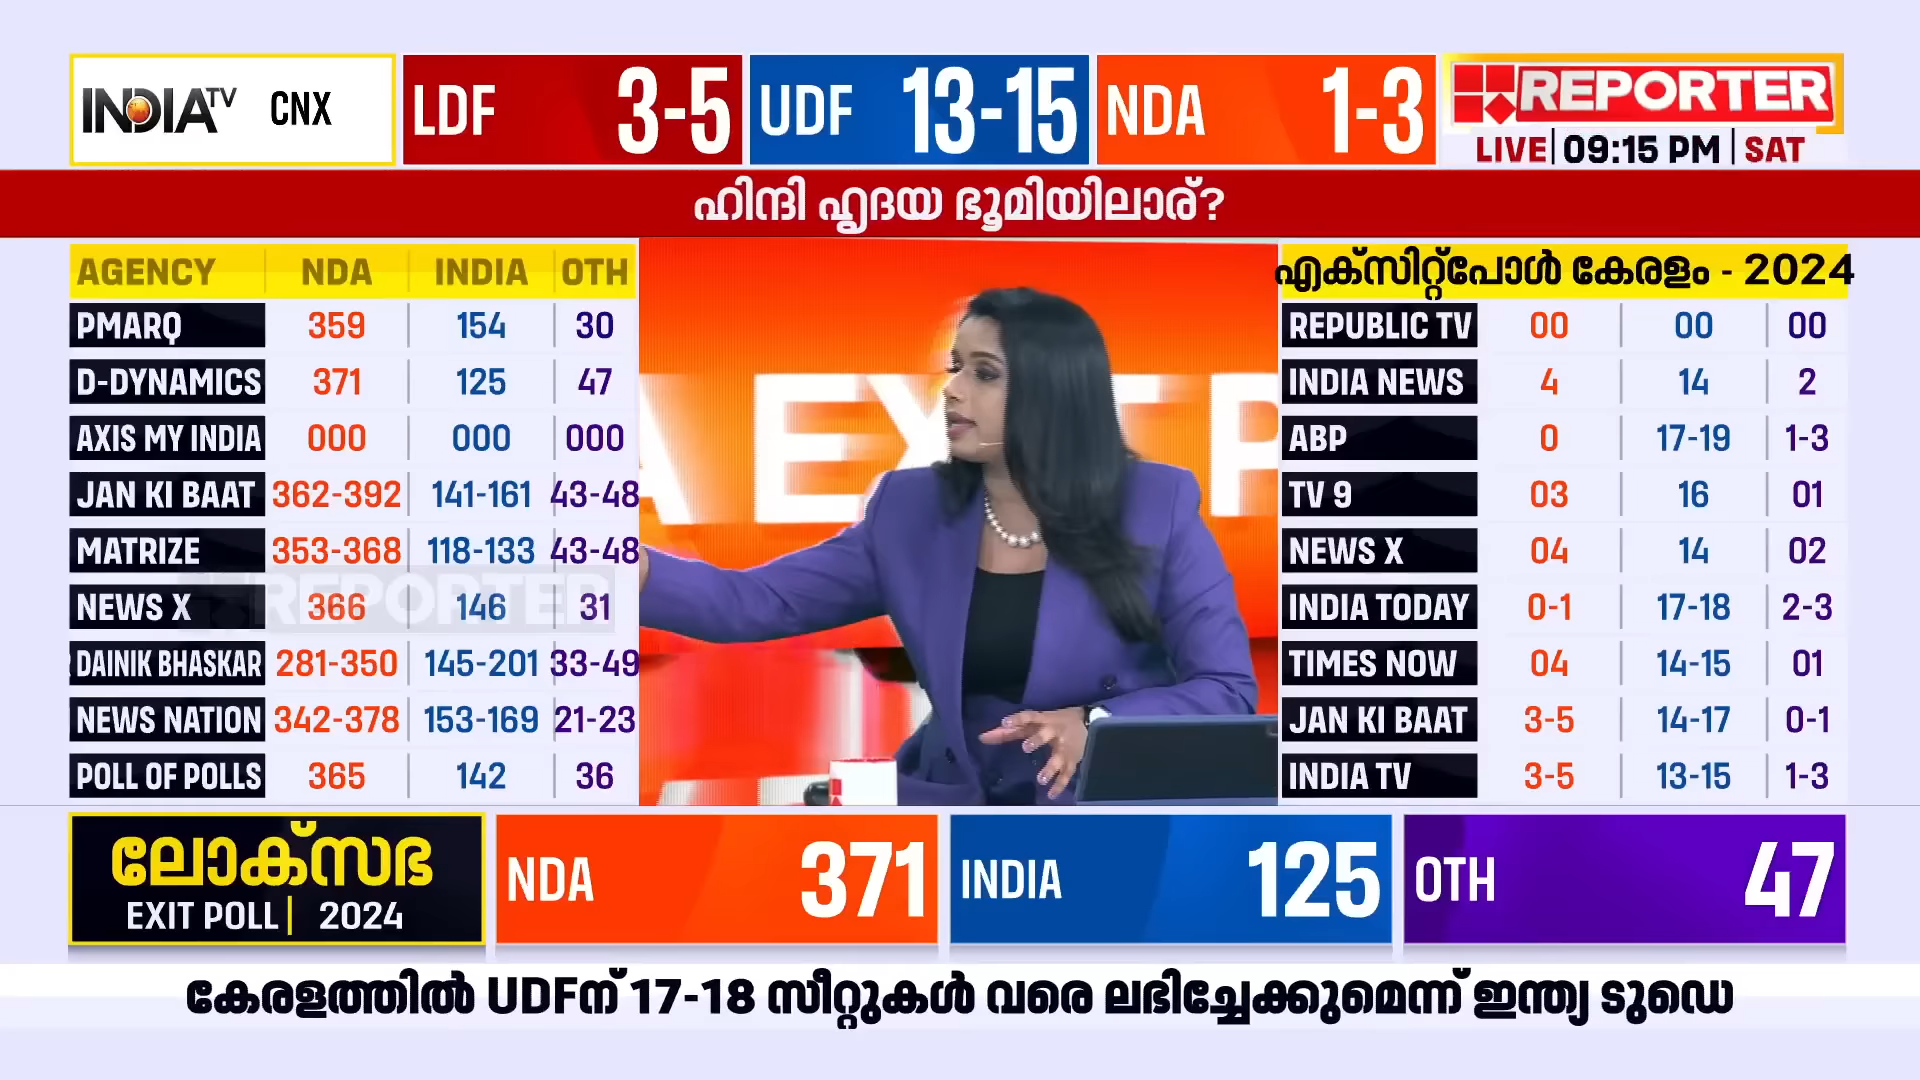 INDIA TV CNX LDF 3-5 UDF 13-15 NDA 1-3 REPORTER
LIVE 09:15 PM SAT
ഹിന്ദി ഹൃദയ ഭൂമിയിലാര്?
AGENCY NDA INDIA OTH
PMARQ 359 154 30
D-DYNAMICS 371 125 47
AXIS MY INDIA 000 000 000
JAN KI BAAT 362-392 141-161 43-48
MATRIZE 353-368 118-133 43-48
NEWS X 366 146 31
REPORTER
DAINIK BHASKAR 281-350 145-201 33-49
NEWS NATION 342-378 153-169 21-23
POLL OF POLLS 365 142 36
എക്സിറ്റ്പോൾ കേരളം - 2024
REPUBLIC TV 00 00 00
INDIA NEWS 4 14 2
ABP 0 17-19 1-3
TV 9 03 16 01
NEWS X 04 14 02
INDIA TODAY 0-1 17-18 2-3
TIMES NOW 04 14-15 01
JAN KI BAAT 3-5 14-17 0-1
INDIA TV 3-5 13-15 1-3
ലോക്സഭ
EXIT POLL 2024
NDA 371 INDIA 125 OTH 47
കേരളത്തിൽ UDFന് 17-18 സീറ്റുകൾ വരെ ലഭിച്ചേക്കുമെന്ന് ഇന്ത്യ ടുഡെ